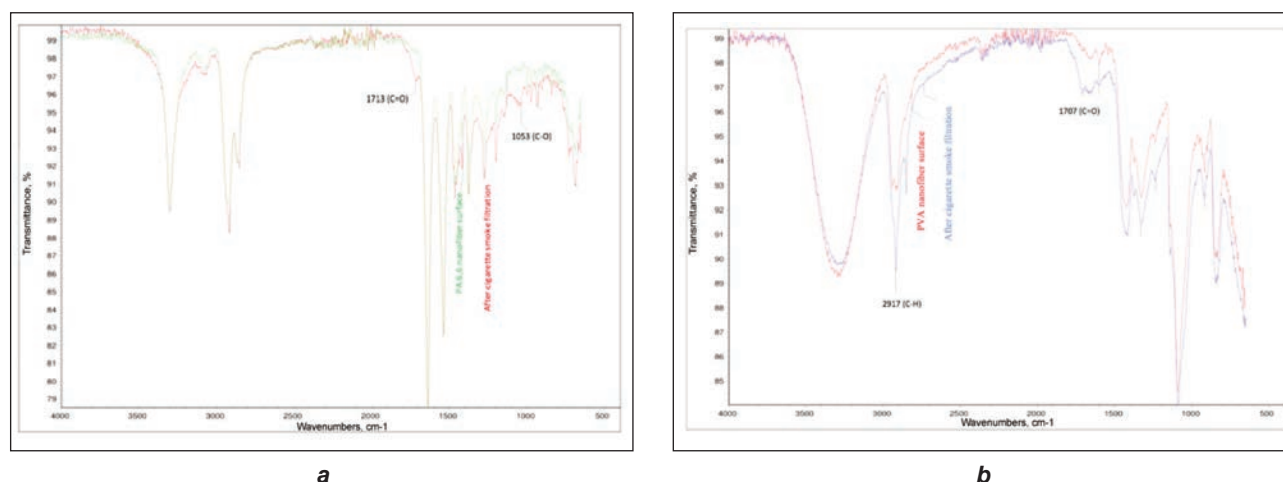 99
98
97
96
95
94
93
92
91
90
89
88
87
86
85
84
83
82
81
80
79
Transmittance, %
1713 (C=O)
1053 (C-O)
PA 6,6 nanofiber surface
After cigarette smoke filtration
4000 3500 3000 2500 2000 1500 1000 500
Wavenumbers, cm-1
a
99
98
97
96
95
94
93
92
91
90
89
88
87
86
85
Transmittance, %
1707 (C=O)
2917 (C-H)
PVA nanofiber surface
After cigarette smoke filtration
4000 3500 3000 2500 2000 1500 1000 500
Wavenumbers, cm-1
b